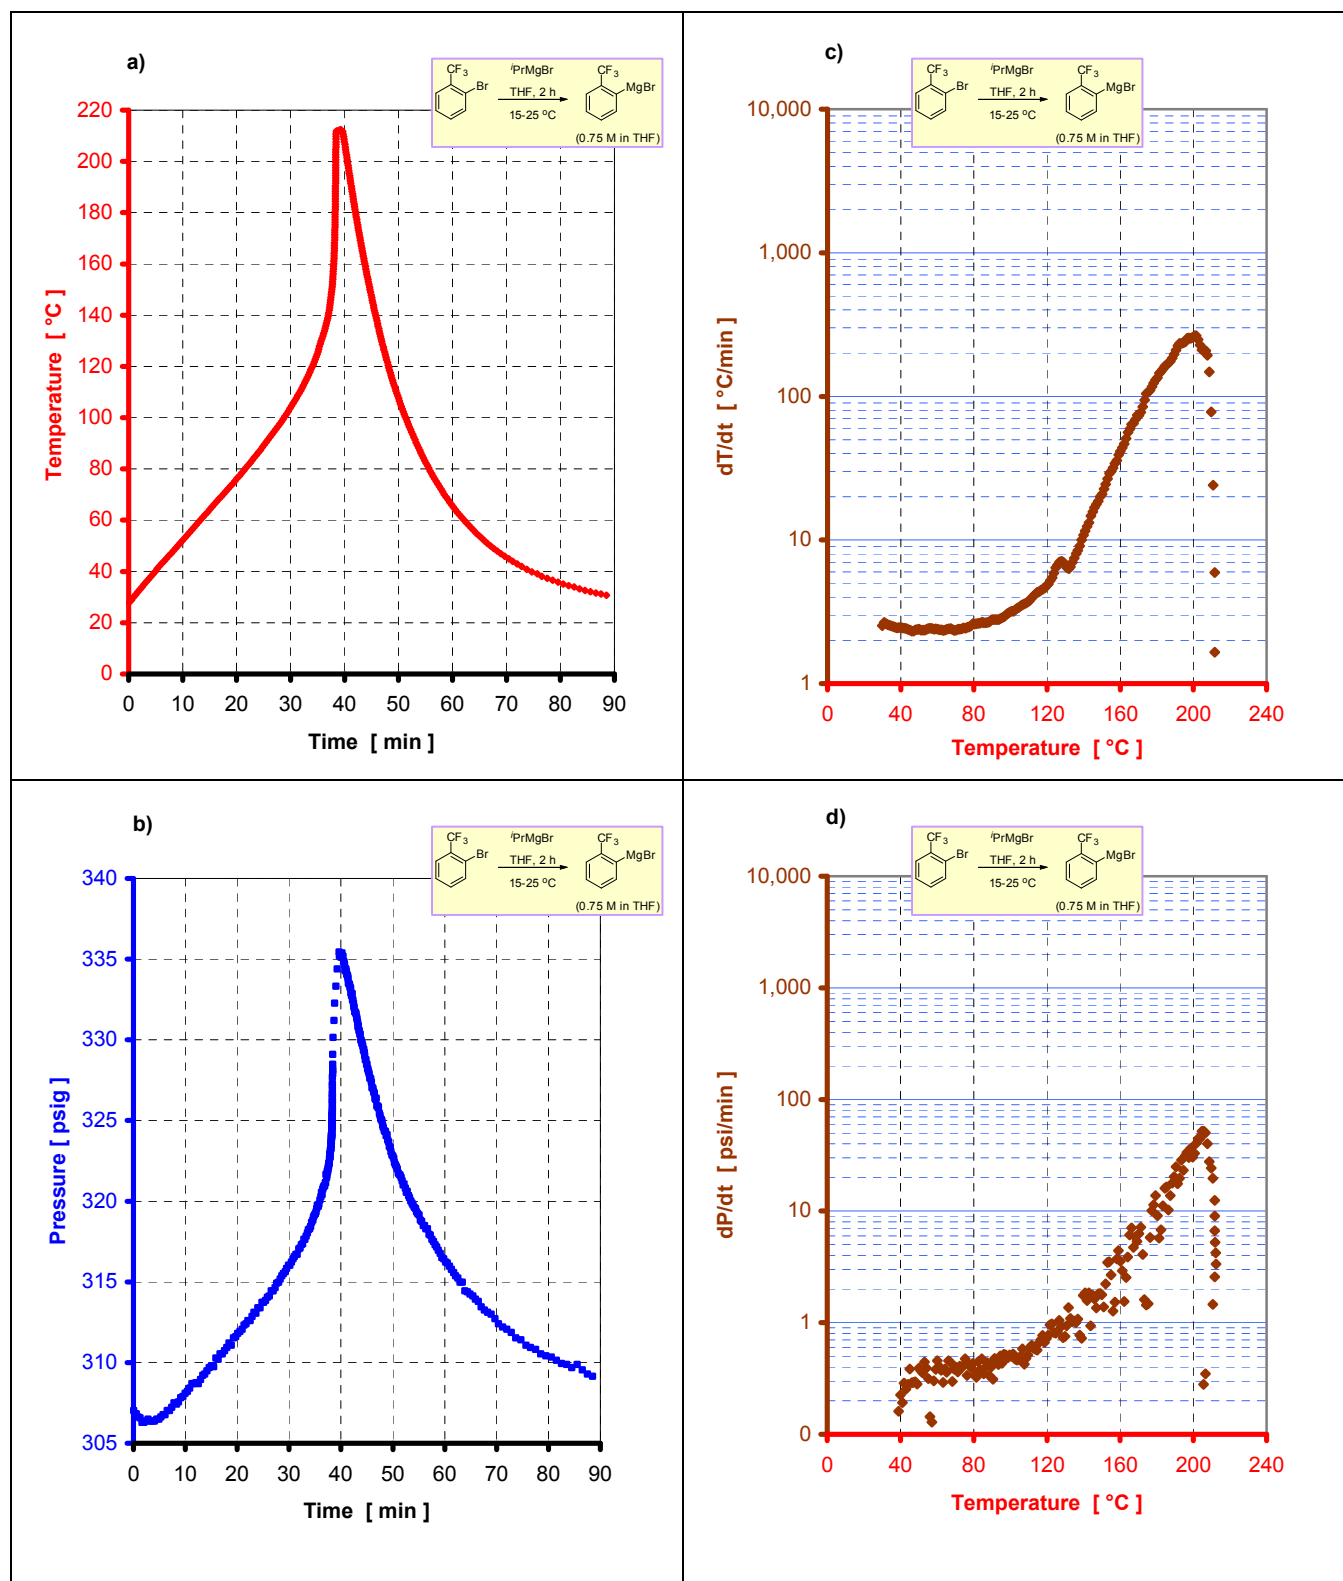 a)
CF3
Br
iPrMgBr
THF, 2 h
15-25 °C
CF3
MgBr
(0.75 M in THF)
220
200
180
160
140
120
100
80
60
40
20
0
Temperature [ °C ]
0 10 20 30 40 50 60 70 80 90
Time [ min ]
c)
CF3
Br
iPrMgBr
THF, 2 h
15-25 °C
CF3
MgBr
(0.75 M in THF)
10,000
1,000
100
10
1
dT/dt [ °C/min ]
0 40 80 120 160 200 240
Temperature [ °C ]
b)
CF3
Br
iPrMgBr
THF, 2 h
15-25 °C
CF3
MgBr
(0.75 M in THF)
340
335
330
325
320
315
310
305
Pressure [ psig ]
0 10 20 30 40 50 60 70 80 90
Time [ min ]
d)
CF3
Br
iPrMgBr
THF, 2 h
15-25 °C
CF3
MgBr
(0.75 M in THF)
10,000
1,000
100
10
1
0
dP/dt [ psi/min ]
0 40 80 120 160 200 240
Temperature [ °C ]